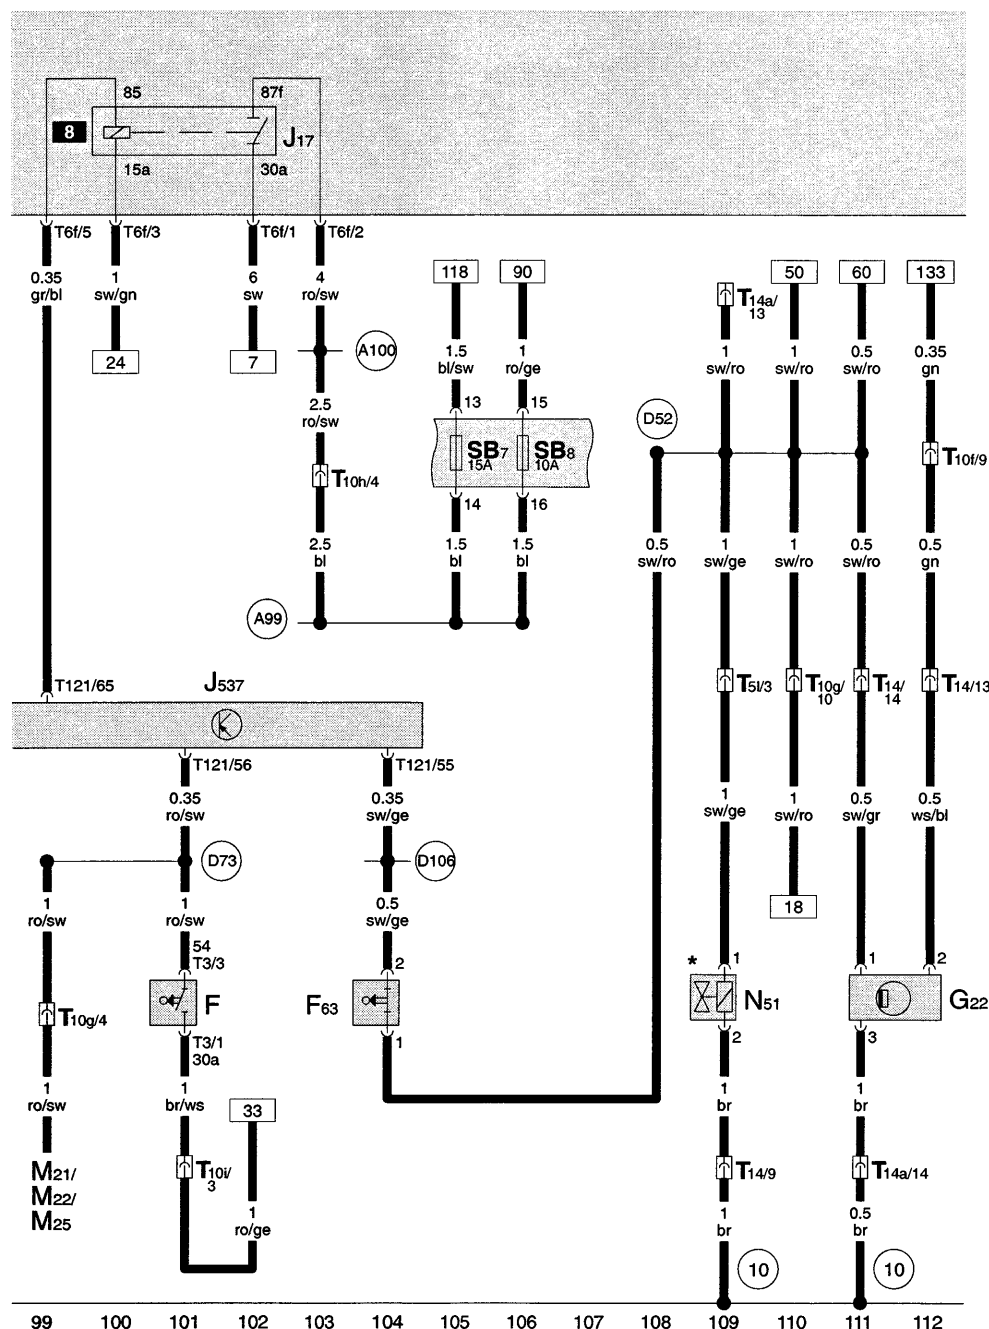 85
87f
8
J17
15a
30a
T6f/5
T6f/3
T6f/1
T6f/2
0.35
gr/bl
1
sw/gn
6
sw
4
ro/sw
118
90
50
60
133
T14a/
13
24
7
A100
1.5
bl/sw
1
ro/ge
1
sw/ro
1
sw/ro
0.5
sw/ro
0.35
gn
2.5
ro/sw
13
15
D52
SB7
15A
SB8
10A
T10h/4
T10f/9
14
16
2.5
bl
1.5
bl
1.5
bl
0.5
sw/ro
1
sw/ge
1
sw/ro
0.5
sw/ro
0.5
gn
A99
T121/65
J537
T5l/3
T10g/
10
T14/
14
T14/13
T121/56
T121/55
0.35
ro/sw
0.35
sw/ge
1
sw/ge
1
sw/ro
0.5
sw/gr
0.5
ws/bl
D73
D106
1
ro/sw
1
ro/sw
0.5
sw/ge
18
54
T3/3
2
*
1
1
2
T10g/4
F
F63
N51
G22
T3/1
30a
1
2
3
1
ro/sw
1
br/ws
33
1
br
1
br
M21/
M22/
M25
T10i/
3
T14/9
T14a/14
1
ro/ge
1
br
0.5
br
10
10
99 100 101 102 103 104 105 106 107 108 109 110 111 112